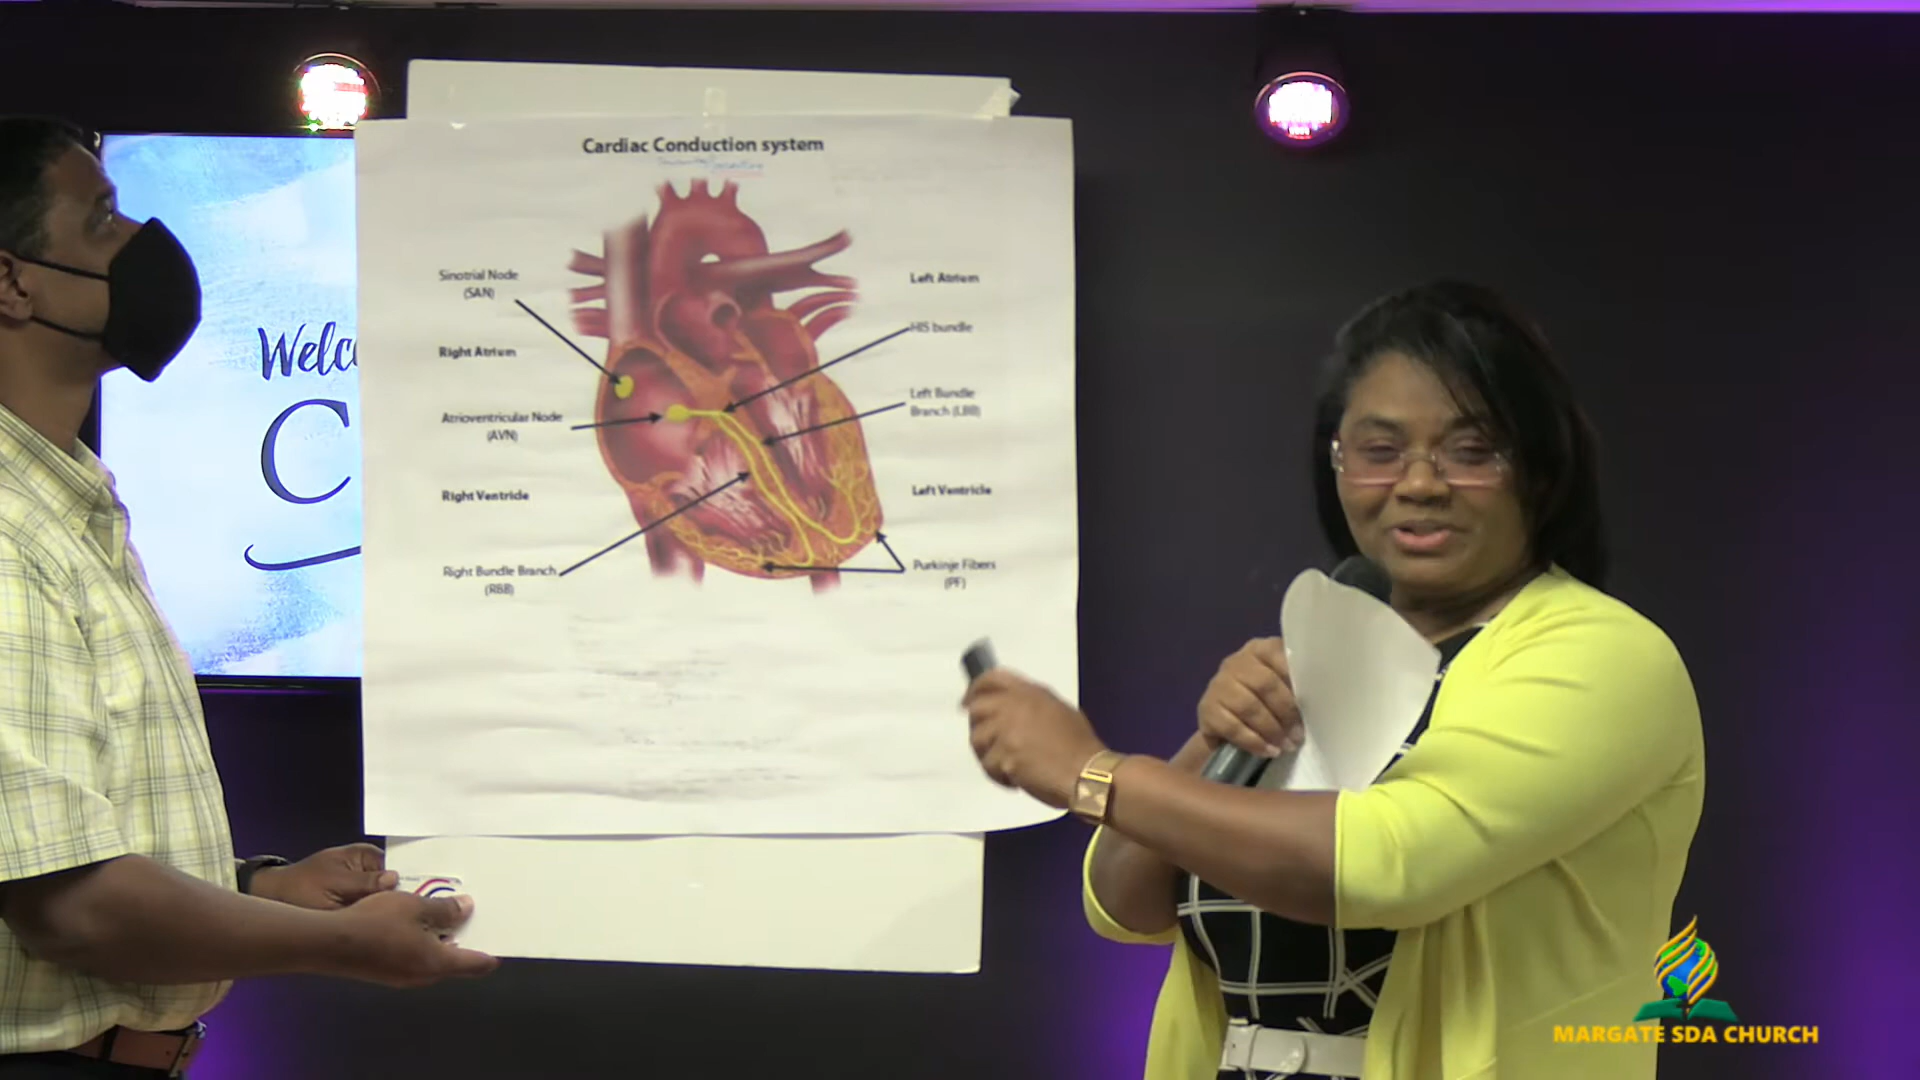 Cardiac Conduction system
Sinotrial Node
(SAN)
Right Atrium
Atrioventricular Node
(AVN)
Right Ventricle
Right Bundle Branch
(RBB)
Left Atrium
HIS bundle
Left Bundle
Branch (LBB)
Left Ventricle
Purkinje Fibers
(PF)
Welco
C
MARGATE SDA CHURCH